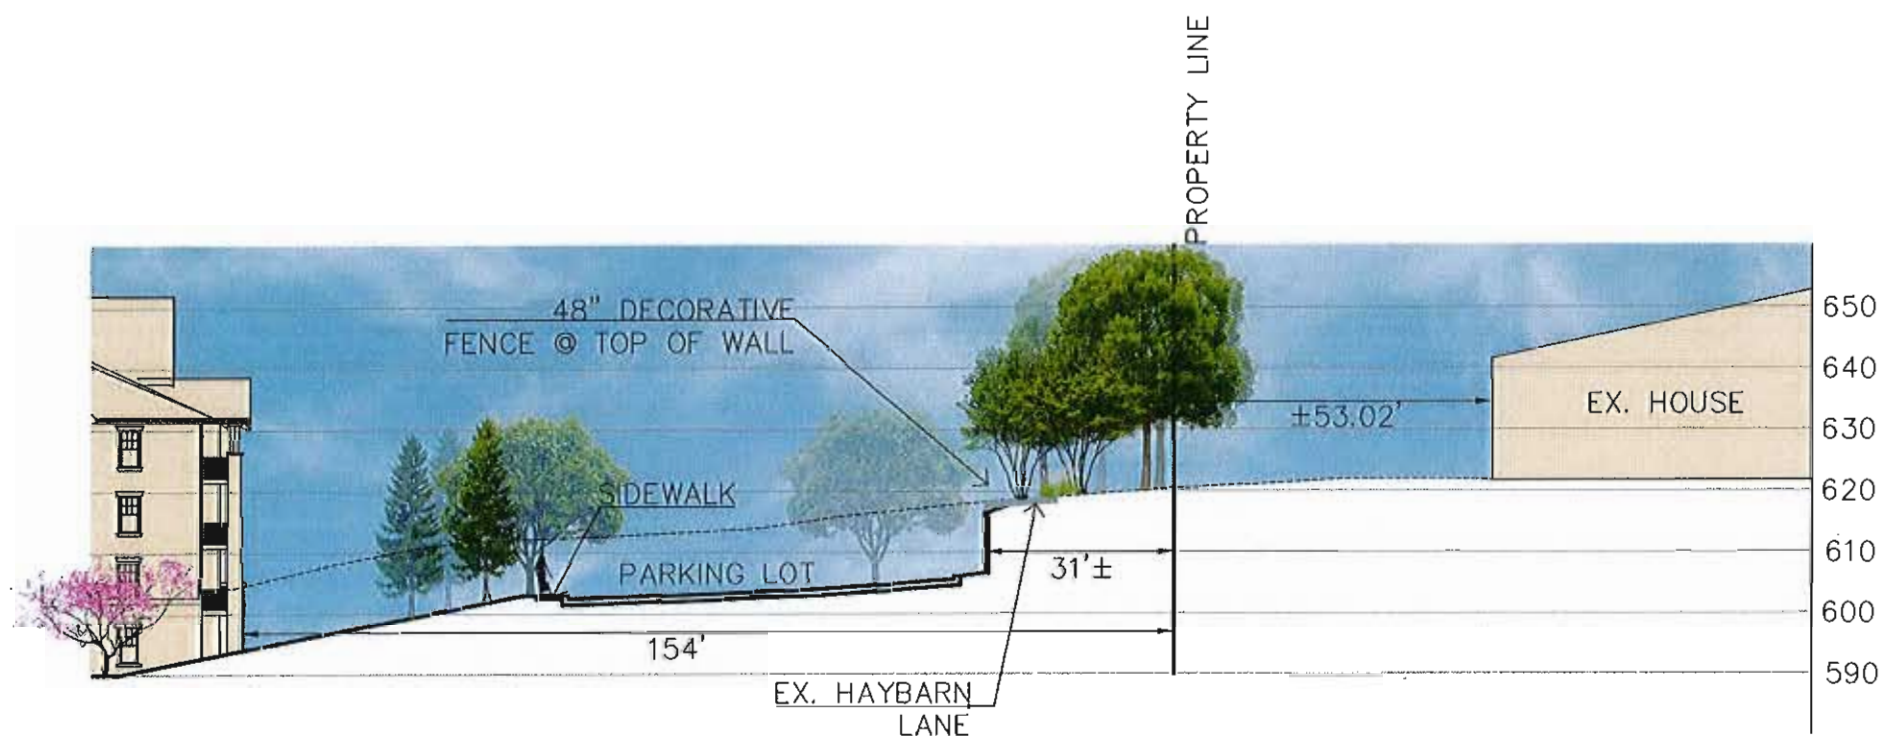 PROPERTY LINE
48" DECORATIVE
FENCE @ TOP OF WALL
650
640
EX. HOUSE
±53.02'
630
SIDEWALK
620
PARKING LOT
31'±
610
600
154'
590
EX. HAYBARN
LANE